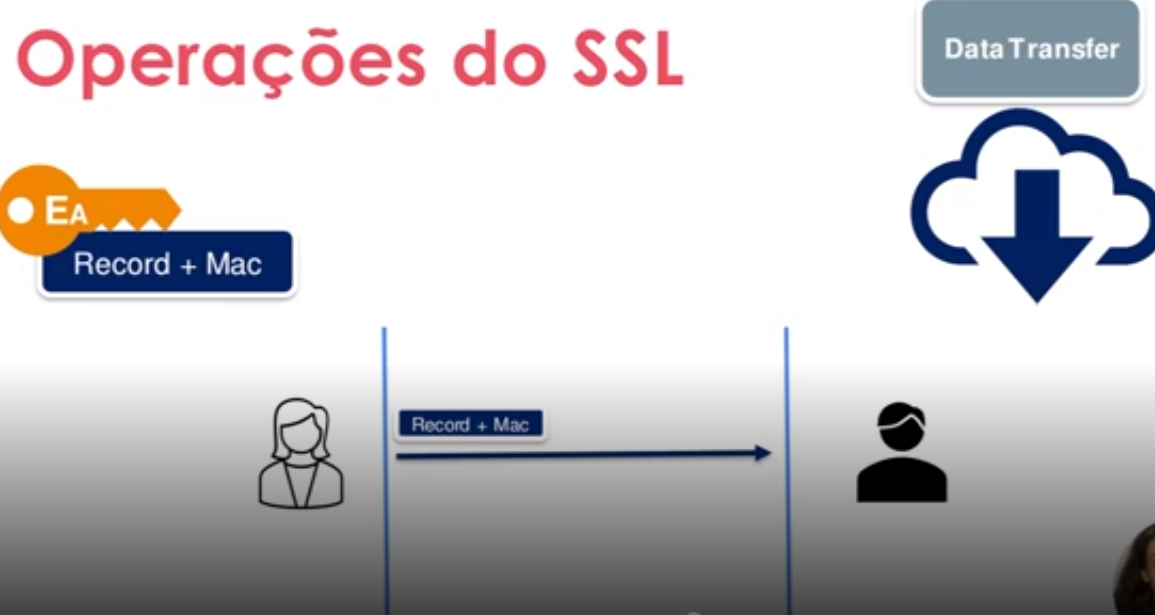 Operações do SSL
Data Transfer
EA
Record + Mac
Record + Mac